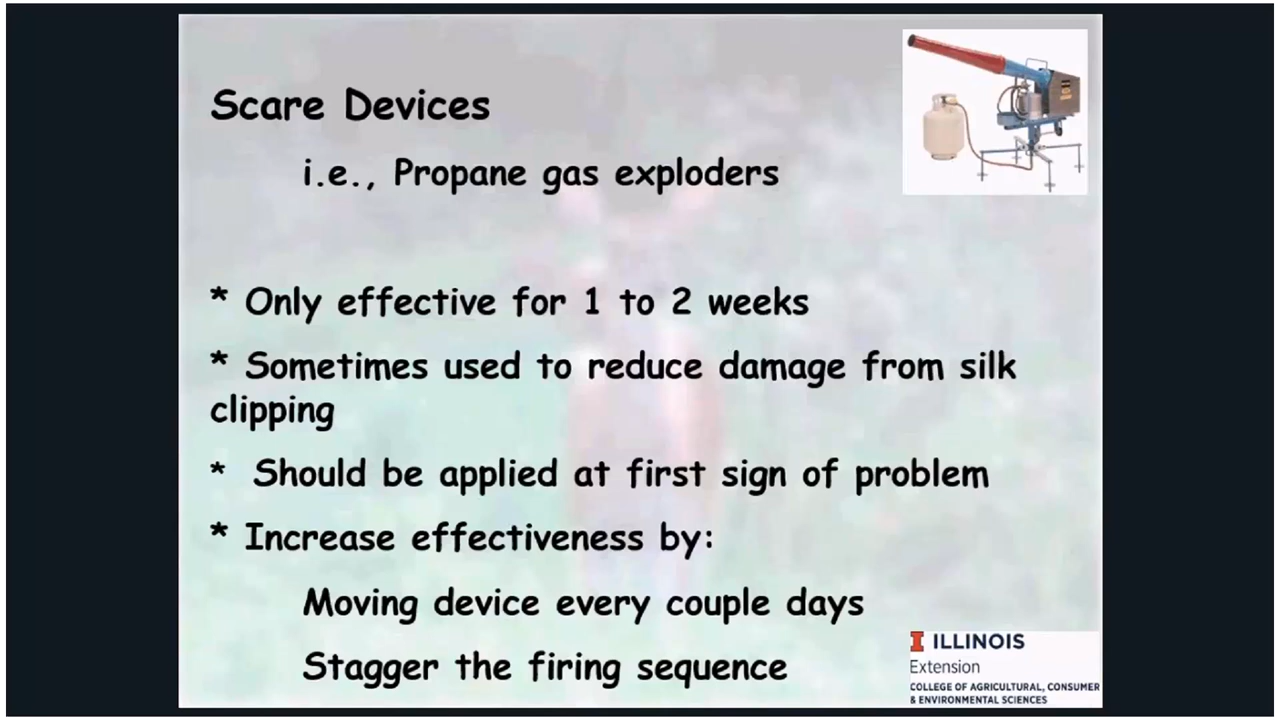 Scare Devices
i.e., Propane gas exploders
* Only effective for 1 to 2 weeks
* Sometimes used to reduce damage from silk
clipping
* Should be applied at first sign of problem
* Increase effectiveness by:
Moving device every couple days
Stagger the firing sequence
I ILLINOIS
Extension
COLLEGE OF AGRICULTURAL, CONSUMER
& ENVIRONMENTAL SCIENCES